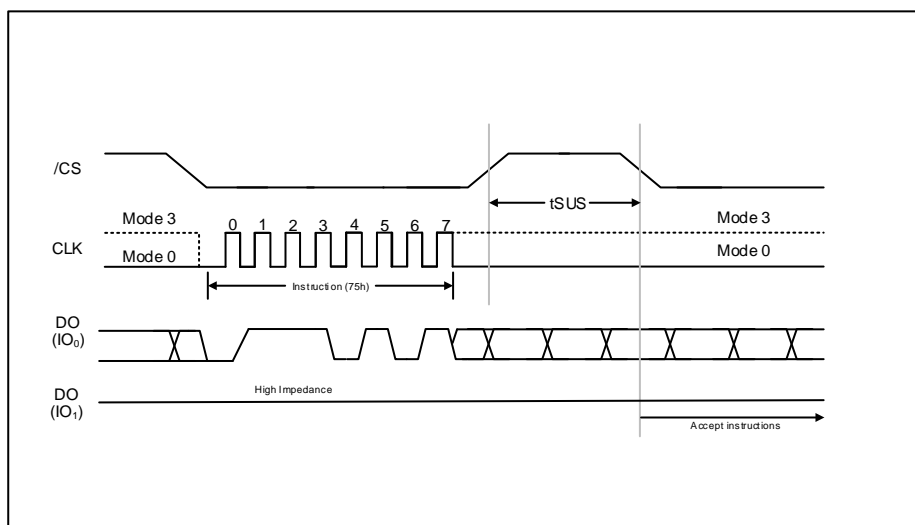 /CS
tSUS
Mode 3
Mode 3
0 1 2 3 4 5 6 7
CLK
Mode 0
Mode 0
Instruction (75h)
DO
(IO0)
High Impedance
DO
(IO1)
Accept instructions